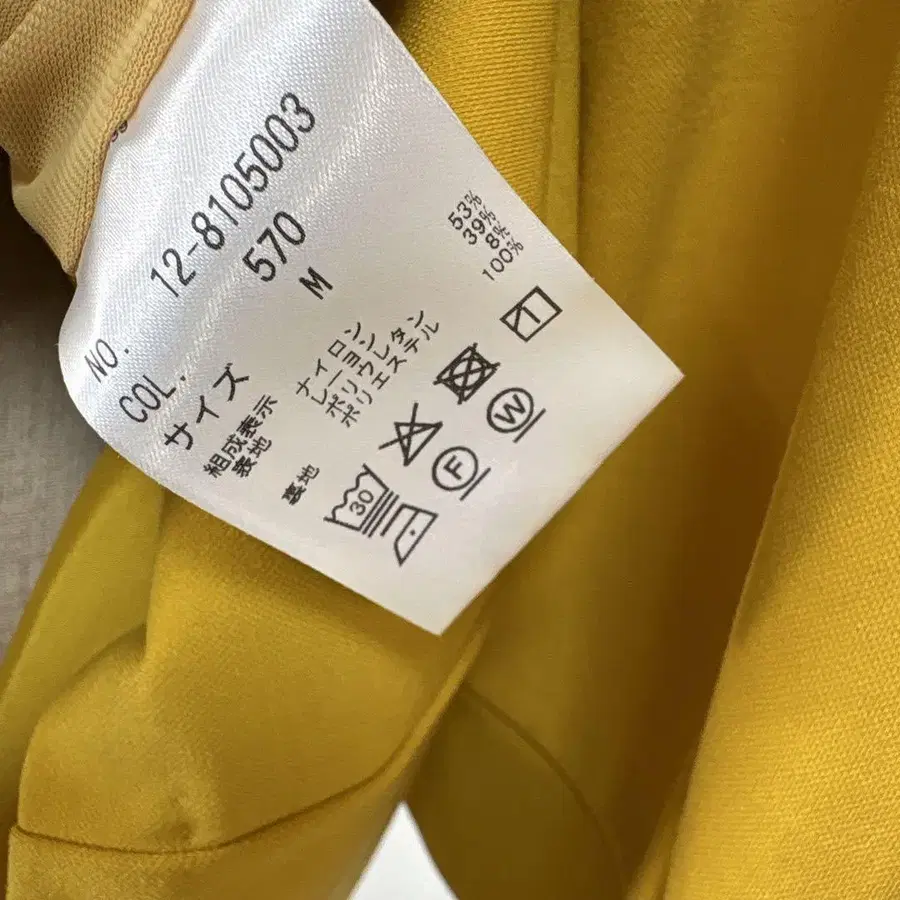 NO. 12-8105003
COL. 570
サイズ M
組成表示
表地 ナイロン 53%
レーヨン 39%
ポリウレタン 8%
裏地 ポリエステル 100%
30
F W